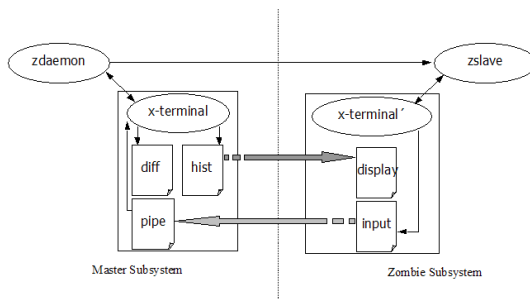 zdaemon
zslave
x-terminal
x-terminal´
diff
hist
display
pipe
input
Master Subsystem
Zombie Subsystem